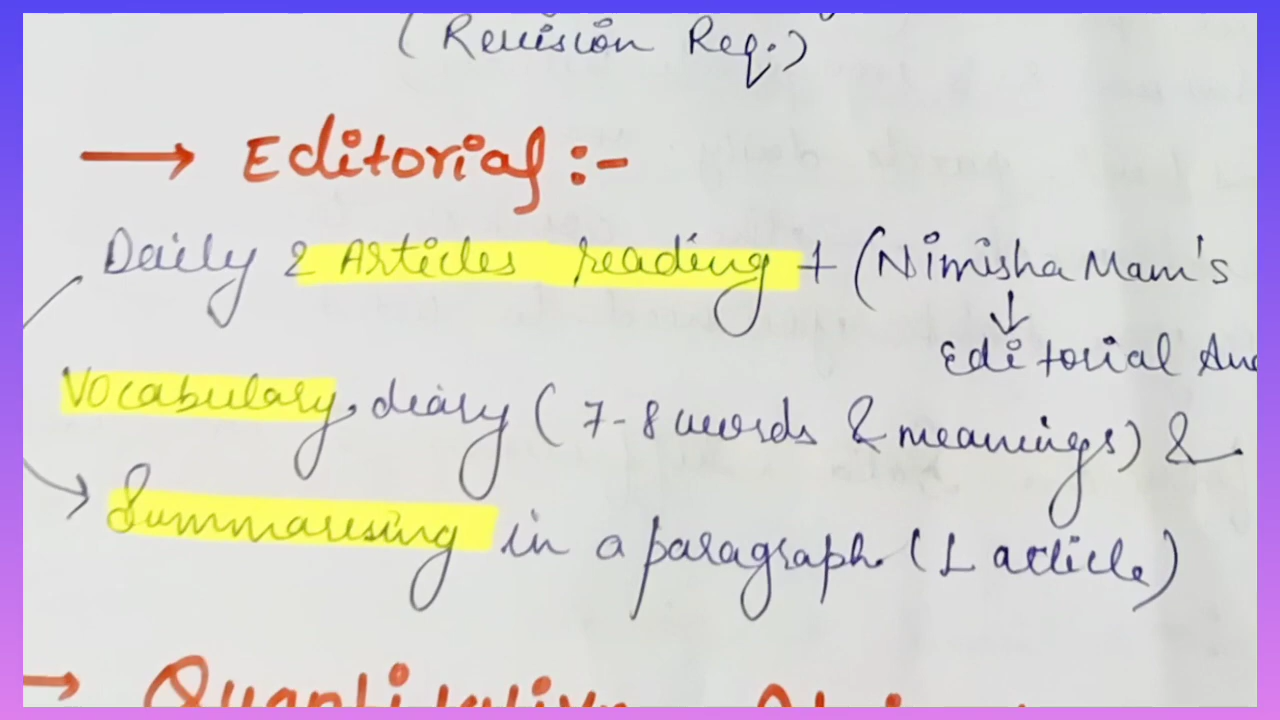 (Revision Req.)
→ Editorial :-
Daily 2 Articles reading + (Nimisha Mam's
↓
Editorial
Vocabulary diary (7-8 words & meanings) &
→ Summarising in a paragraph (1 article)
→ Quantitative